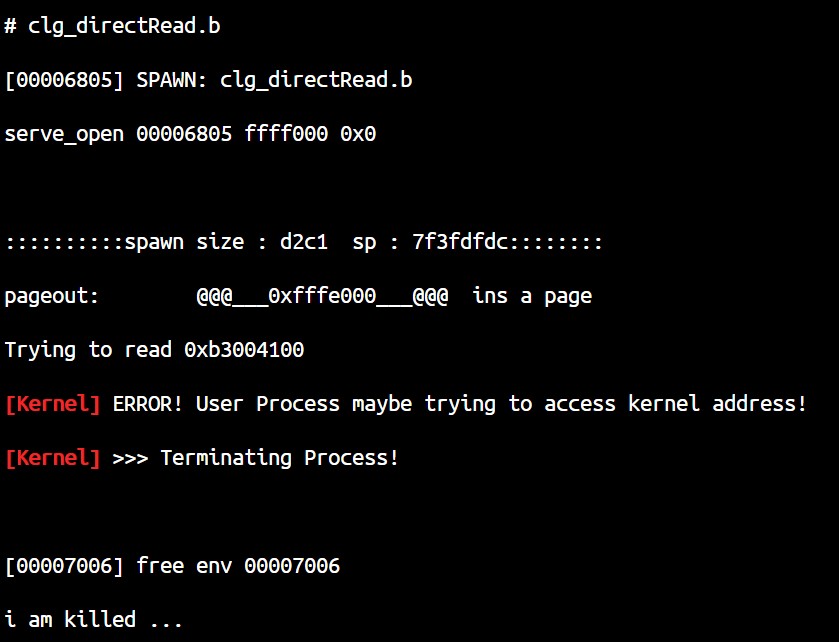 # clg_directRead.b
[00006805] SPAWN: clg_directRead.b
serve_open 00006805 ffff000 0x0
::::::::::spawn size : d2c1  sp : 7f3fdfdc::::::::
pageout:        @@@___0xfffe000___@@@  ins a page
Trying to read 0xb3004100
[Kernel] ERROR! User Process maybe trying to access kernel address!
[Kernel] >>> Terminating Process!
[00007006] free env 00007006
i am killed ...